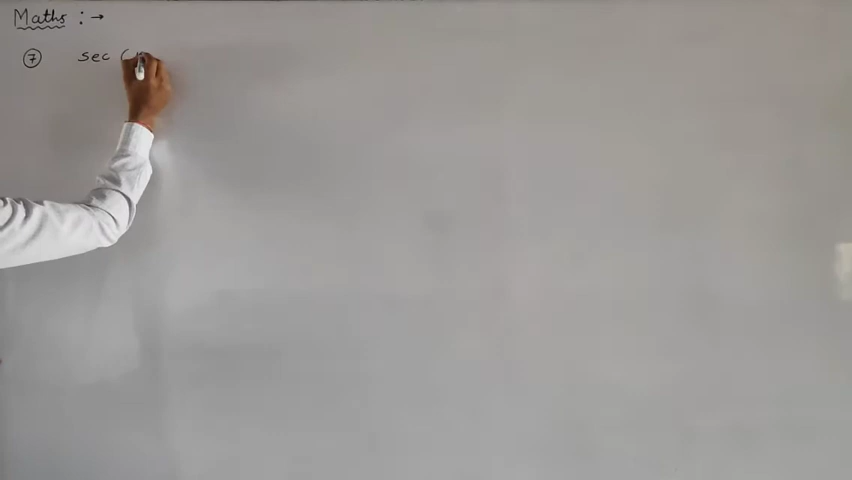 Maths :→
⑦ sec (